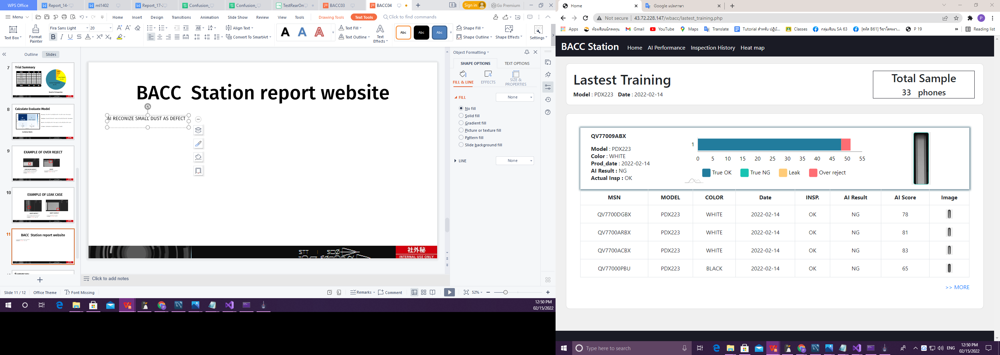 WPS Office
Report_14-
ml1402
Report_17-
Confusion_
Confusion_
TestRearOn
BACC03
BACC04
Sign in
Go Premium
Menu
Home
Insert
Design
Transitions
Animation
Slide Show
Review
View
Tools
Drawing Tools
Text Tools
Click to find commands
Text Box
Format
Painter
Fira Sans Light
20
Align Text
Convert To SmartArt
Text Fill
Text Outline
Text
Effects
Abc
Abc
Abc
Shape Fill
Shape Outline
Shape Effects
Settings
Outline
Slides
7
Trial Summary
8
Calculate Evaluate Model
9
EXAMPLE OF OVER REJECT
10
EXAMPLE OF LEAK CASE
11
BACC  Station report website
Summary
BACC  Station report website
AI RECONIZE SMALL DUST AS DEFECT
社外秘
INTERNAL USE ONLY
Click to add notes
Object Formatting
SHAPE OPTIONS
TEXT OPTIONS
FILL & LINE
EFFECTS
SIZE &
PROPERTIES
FILL
None
No fill
Solid fill
Gradient fill
Picture or texture fill
Pattern fill
Slide background fill
LINE
None
Slide 11 / 12
Office Theme
Font Missing
Remarks
Comment
52%
12:50 PM
02/15/2022
Home
Google แปลภาษา
Not secure
43.72.228.147/wbacc/lastest_training.php
Apps
ห้องเรียนนักลงทุน
Gmail
YouTube
Maps
Translate
Tutorial สำหรับ ปฏิบั...
Classes
กลุ่มเรียน SA 63
[รหัส B61] วิชาโครงงา...
P 19
Reading list
BACC Station
Home
AI Performance
Inspection History
Heat map
Lastest Training
Model : PDX223 Date : 2022-02-14
Total Sample
33 phones
QV77009ABX
Model : PDX223
Color : WHITE
Prod_date : 2022-02-14
AI Result : NG
Actual Insp : OK
1
0 5 10 15 20 25 30 35 40 45 50 55
True OK
True NG
Leak
Over reject
MSN MODEL COLOR Date INSP. AI Result AI Score Image
QV7700DGBX PDX223 WHITE 2022-02-14 OK NG 78
QV7700ARBX PDX223 WHITE 2022-02-14 OK NG 81
QV7700ACBX PDX223 WHITE 2022-02-14 OK NG 83
QV77000PBU PDX223 BLACK 2022-02-14 OK NG 65
>> MORE
Type here to search
ENG
12:50 PM
02/15/2022